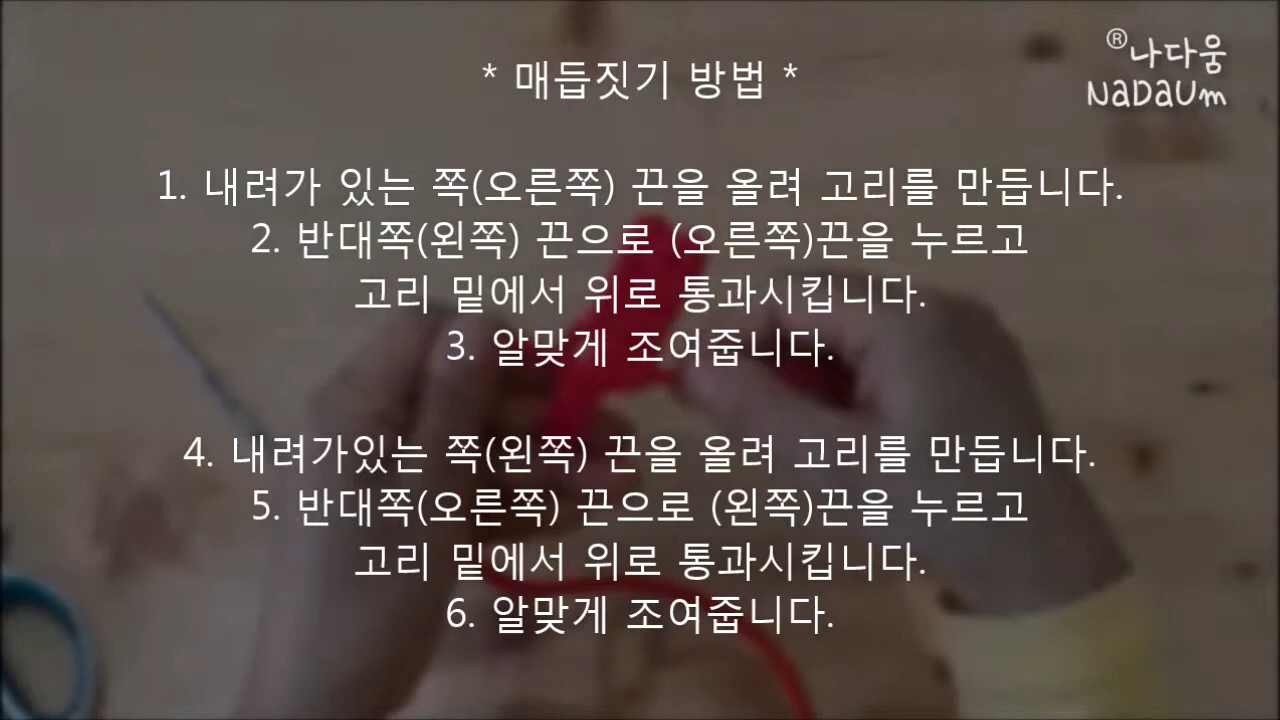 ®나다움
NaDaUm
* 매듭짓기 방법 *
1. 내려가 있는 쪽(오른쪽) 끈을 올려 고리를 만듭니다.
2. 반대쪽(왼쪽) 끈으로 (오른쪽)끈을 누르고
고리 밑에서 위로 통과시킵니다.
3. 알맞게 조여줍니다.
4. 내려가있는 쪽(왼쪽) 끈을 올려 고리를 만듭니다.
5. 반대쪽(오른쪽) 끈으로 (왼쪽)끈을 누르고
고리 밑에서 위로 통과시킵니다.
6. 알맞게 조여줍니다.